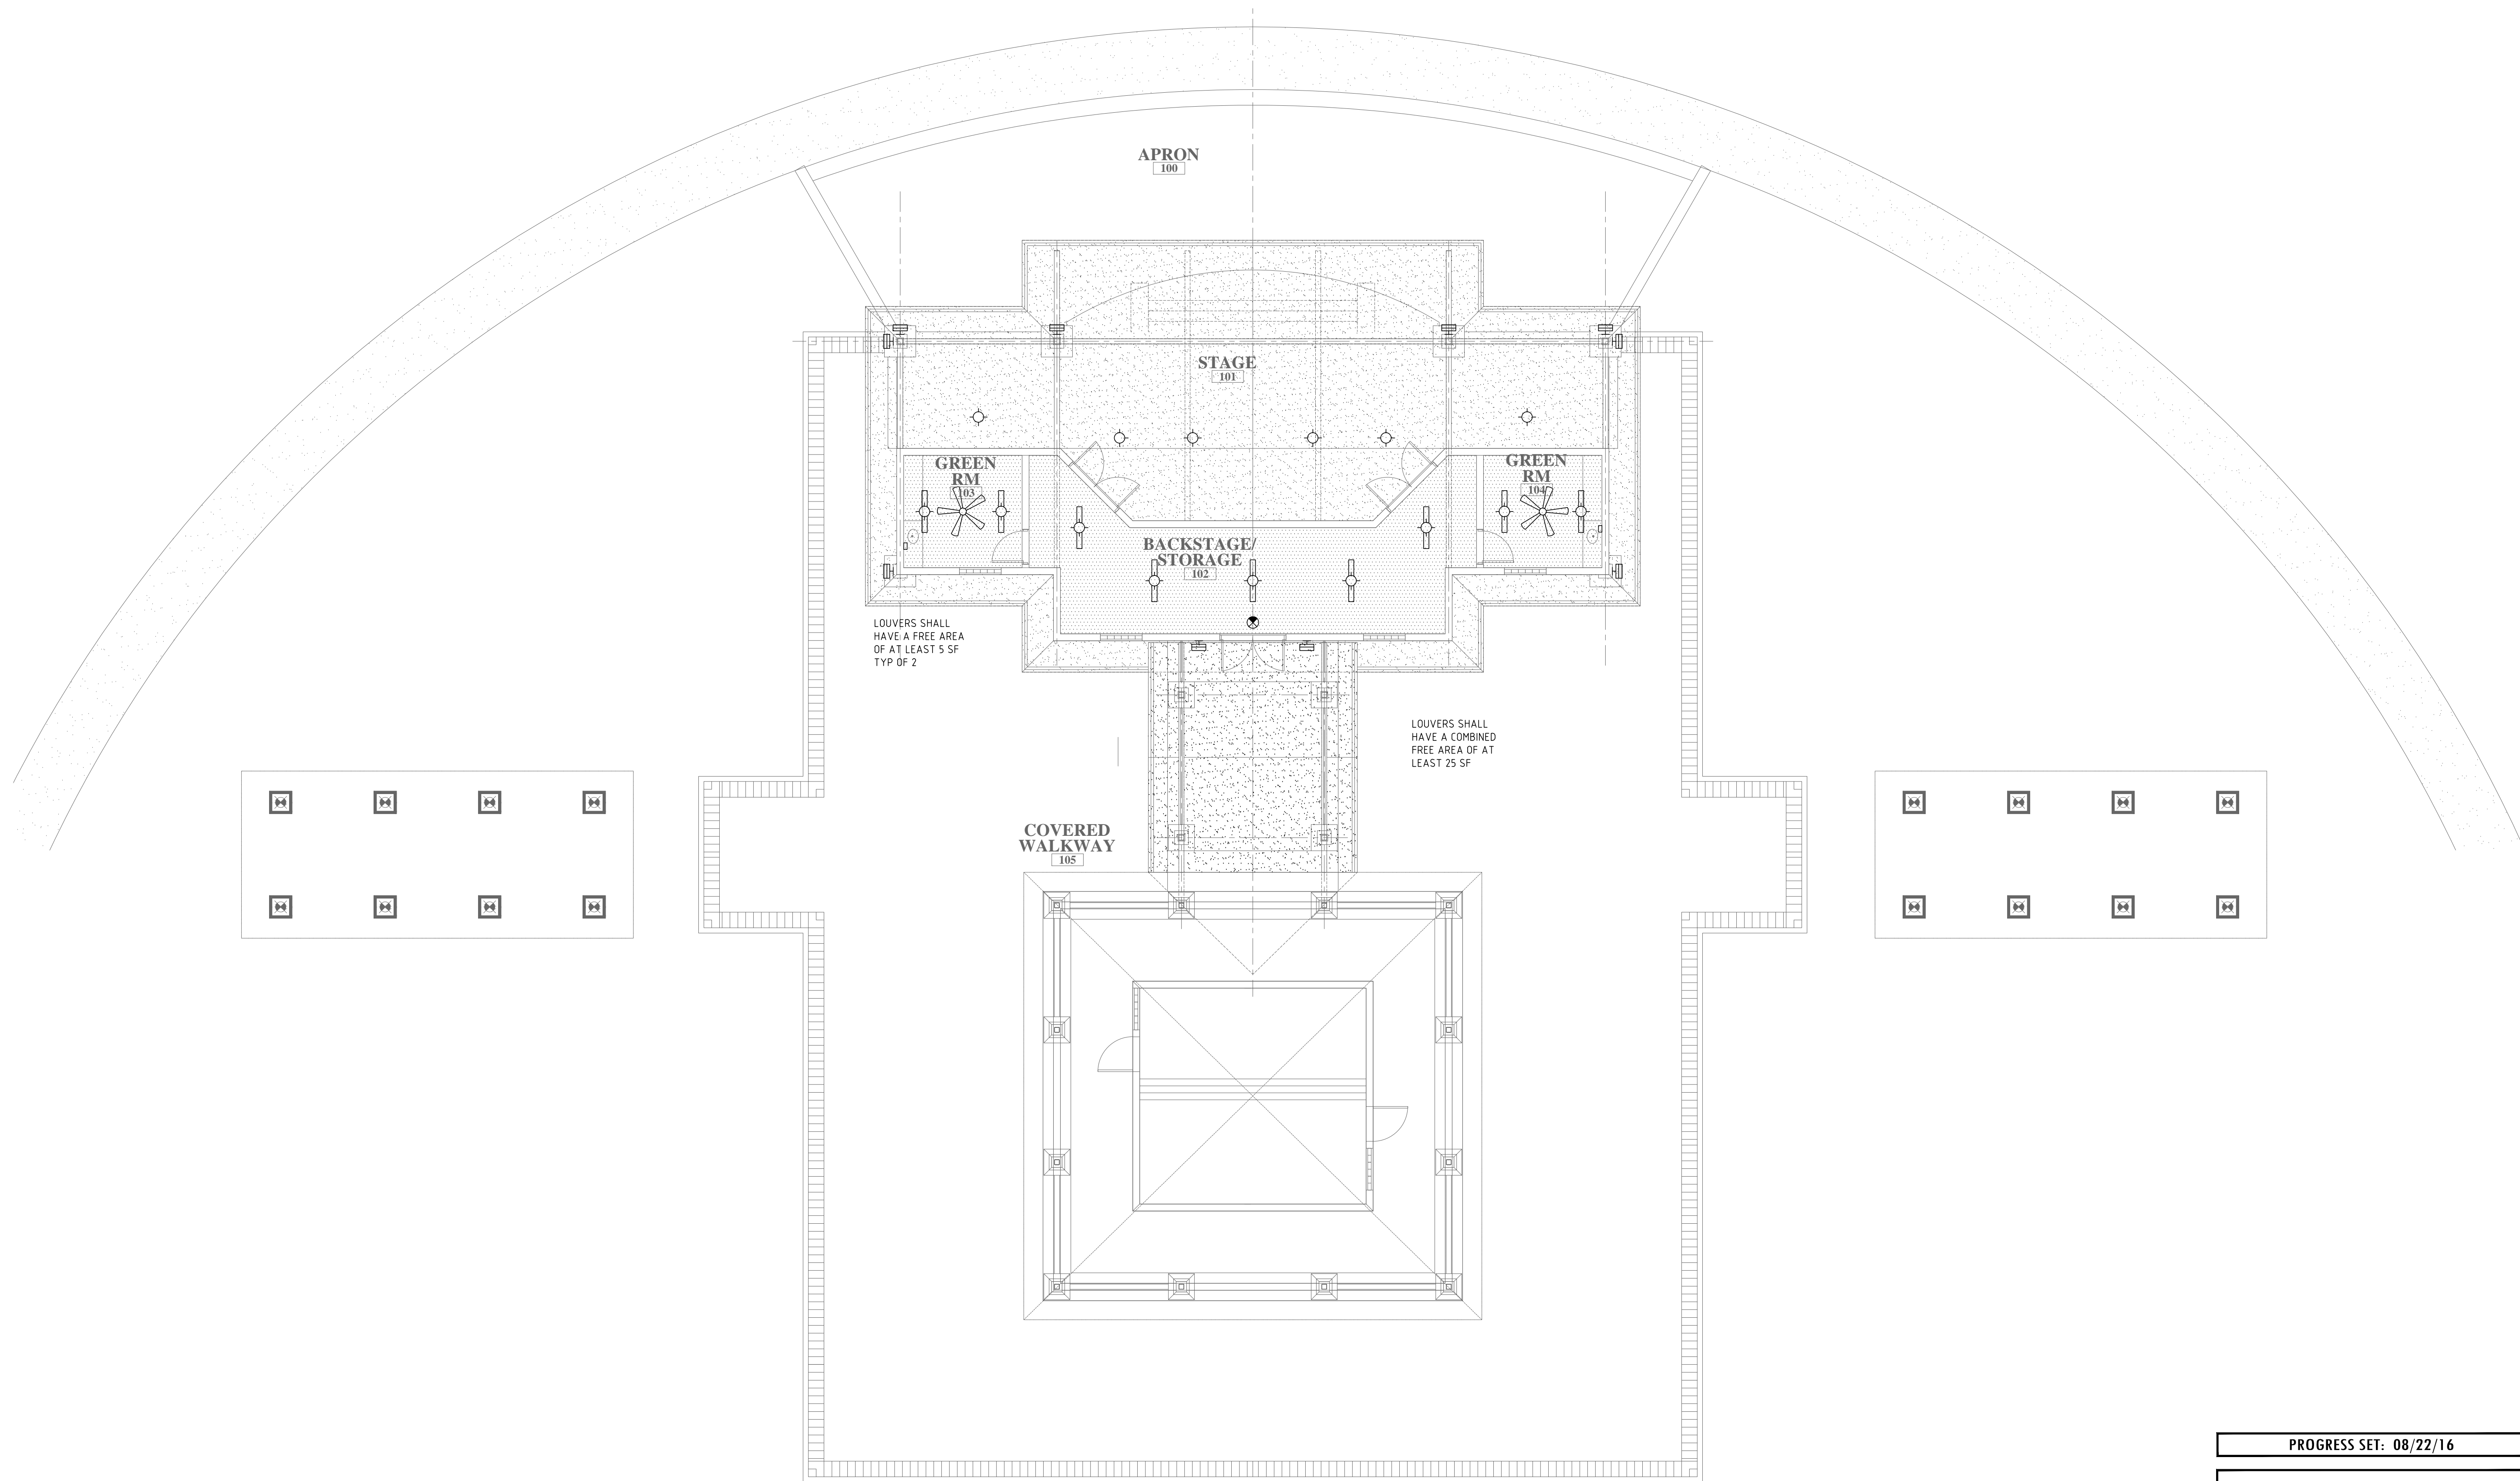 APRON
100
STAGE
101
GREEN
RM
103
GREEN
RM
104
BACKSTAGE/
STORAGE
102
LOUVERS SHALL
HAVE A FREE AREA
OF AT LEAST 5 SF
TYP OF 2
LOUVERS SHALL
HAVE A COMBINED
FREE AREA OF AT
LEAST 25 SF
COVERED
WALKWAY
105
PROGRESS SET: 08/22/16